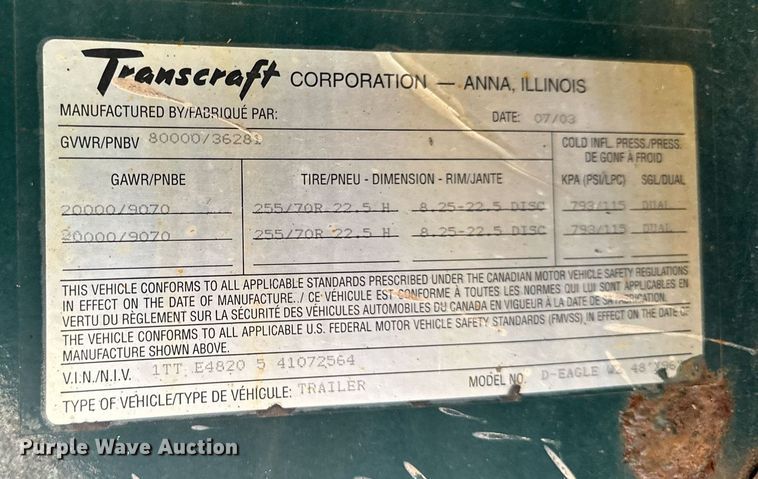 Transcraft CORPORATION — ANNA, ILLINOIS
MANUFACTURED BY/FABRIQUÉ PAR: DATE: 07/03
GVWR/PNBV 80000/36281
COLD INFL. PRESS./PRESS.
DE GONF À FROID
GAWR/PNBE TIRE/PNEU - DIMENSION - RIM/JANTE KPA (PSI/LPC) SGL/DUAL
20000/9070 255/70R 22.5 H 8.25-22.5 DISC 793/115 DUAL
20000/9070 255/70R 22.5 H 8.25-22.5 DISC 793/115 DUAL
THIS VEHICLE CONFORMS TO ALL APPLICABLE STANDARDS PRESCRIBED UNDER THE CANADIAN MOTOR VEHICLE SAFETY REGULATIONS
IN EFFECT ON THE DATE OF MANUFACTURE./ CE VÉHICULE EST CONFORME À TOUTES LES NORMES QUI LUI SONT APPLICABLES EN
VERTU DU RÈGLEMENT SUR LA SÉCURITÉ DES VÉHICULES AUTOMOBILES DU CANADA EN VIGUEUR À LA DATE DE SA FABRICATION.
THE VEHICLE CONFORMS TO ALL APPLICABLE U.S. FEDERAL MOTOR VEHICLE SAFETY STANDARDS (FMVSS) IN EFFECT ON THE DATE OF
MANUFACTURE SHOWN ABOVE.
V.I.N./N.I.V. 1TT E4820 5 41072564
MODEL NO. D-EAGLE W2 48'
TYPE OF VEHICLE/TYPE DE VÉHICULE: TRAILER
Purple Wave Auction